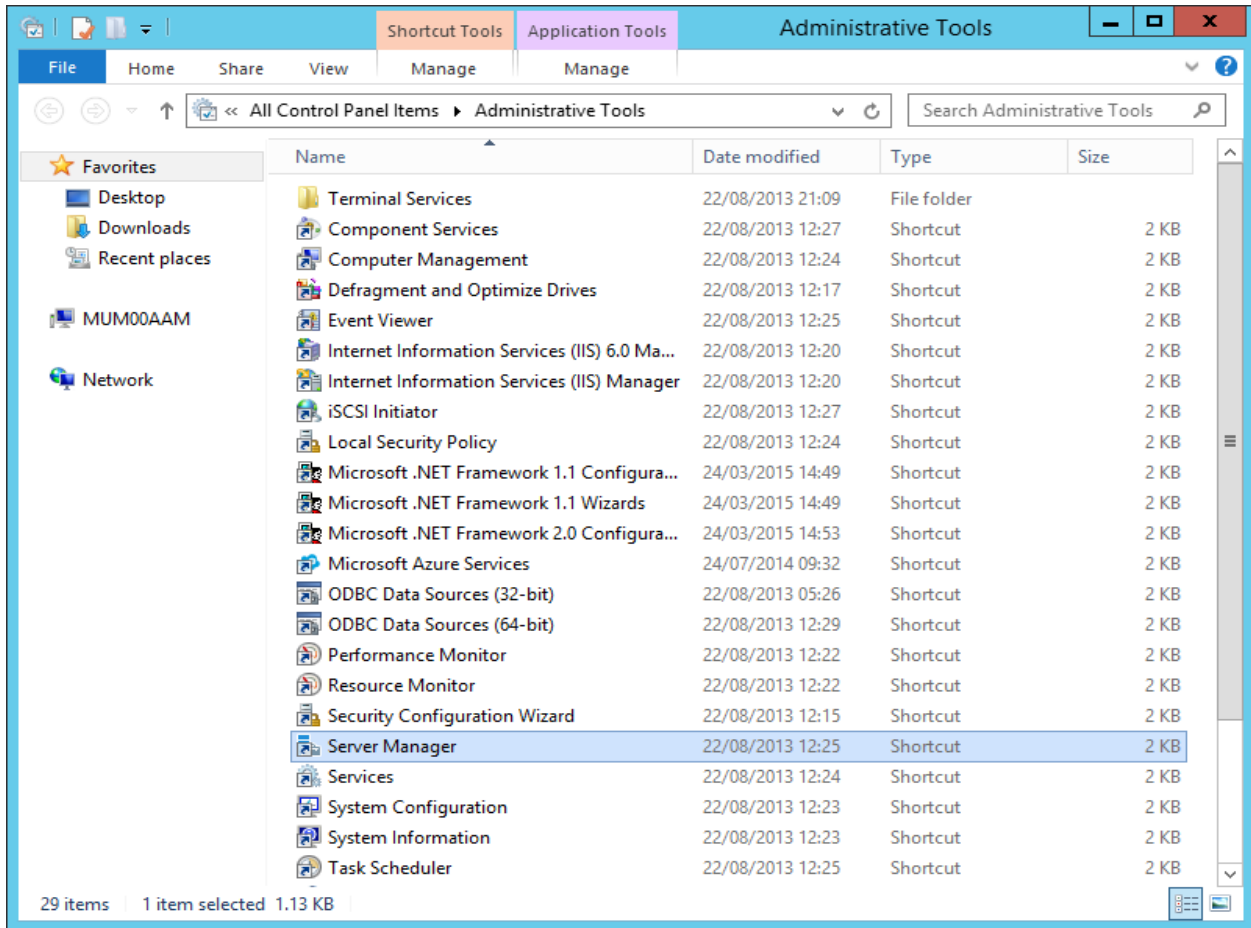 Shortcut Tools Application Tools Administrative Tools
File Home Share View Manage Manage
« All Control Panel Items Administrative Tools Search Administrative Tools
Favorites
Desktop
Downloads
Recent places
MUM00AAM
Network
Name Date modified Type Size
Terminal Services 22/08/2013 21:09 File folder
Component Services 22/08/2013 12:27 Shortcut 2 KB
Computer Management 22/08/2013 12:24 Shortcut 2 KB
Defragment and Optimize Drives 22/08/2013 12:17 Shortcut 2 KB
Event Viewer 22/08/2013 12:25 Shortcut 2 KB
Internet Information Services (IIS) 6.0 Ma... 22/08/2013 12:20 Shortcut 2 KB
Internet Information Services (IIS) Manager 22/08/2013 12:20 Shortcut 2 KB
iSCSI Initiator 22/08/2013 12:27 Shortcut 2 KB
Local Security Policy 22/08/2013 12:24 Shortcut 2 KB
Microsoft .NET Framework 1.1 Configura... 24/03/2015 14:49 Shortcut 2 KB
Microsoft .NET Framework 1.1 Wizards 24/03/2015 14:49 Shortcut 2 KB
Microsoft .NET Framework 2.0 Configura... 24/03/2015 14:53 Shortcut 2 KB
Microsoft Azure Services 24/07/2014 09:32 Shortcut 2 KB
ODBC Data Sources (32-bit) 22/08/2013 05:26 Shortcut 2 KB
ODBC Data Sources (64-bit) 22/08/2013 12:29 Shortcut 2 KB
Performance Monitor 22/08/2013 12:22 Shortcut 2 KB
Resource Monitor 22/08/2013 12:22 Shortcut 2 KB
Security Configuration Wizard 22/08/2013 12:15 Shortcut 2 KB
Server Manager 22/08/2013 12:25 Shortcut 2 KB
Services 22/08/2013 12:24 Shortcut 2 KB
System Configuration 22/08/2013 12:23 Shortcut 2 KB
System Information 22/08/2013 12:23 Shortcut 2 KB
Task Scheduler 22/08/2013 12:25 Shortcut 2 KB
29 items 1 item selected 1.13 KB